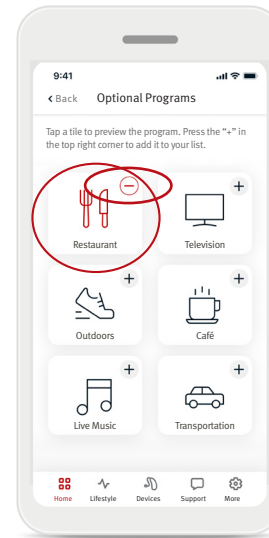 9:41
Back Optional Programs
Tap a tile to preview the program. Press the "+" in
the top right corner to add it to your list.
Restaurant Television
Outdoors Café
Live Music Transportation
Home Lifestyle Devices Support More